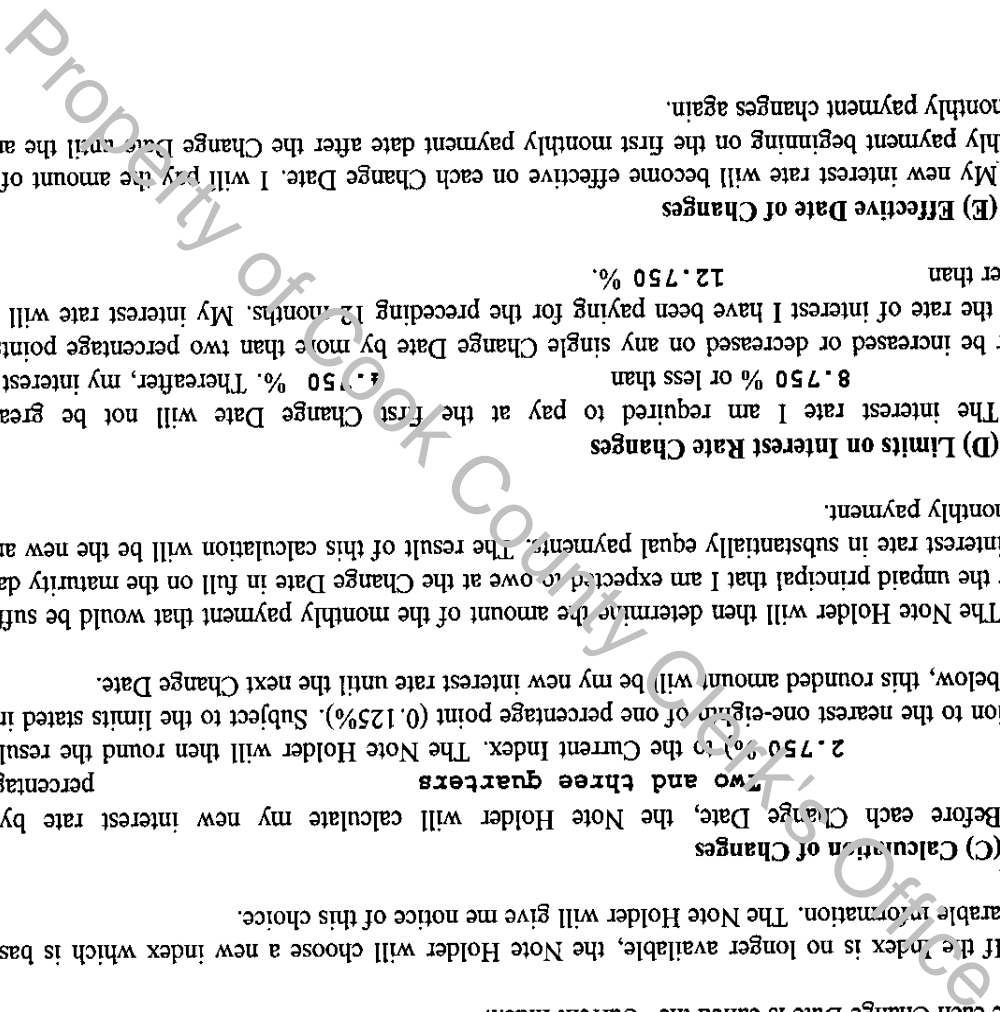 each Change Date is called the "Current Index."
If the Index is no longer available, the Note Holder will choose a new index which is bas
arable information. The Note Holder will give me notice of this choice.
(C) Calculation of Changes
Before each Change Date, the Note Holder will calculate my new interest rate by
Two and three quarters percentag
2.750 %) to the Current Index. The Note Holder will then round the resul
ion to the nearest one-eighth of one percentage point (0.125%). Subject to the limits stated in
below, this rounded amount will be my new interest rate until the next Change Date.
The Note Holder will then determine the amount of the monthly payment that would be suffi
the unpaid principal that I am expected to owe at the Change Date in full on the maturity da
interest rate in substantially equal payments. The result of this calculation will be the new am
monthly payment.
(D) Limits on Interest Rate Changes
The interest rate I am required to pay at the first Change Date will not be grea
8.750 % or less than 4.750 %. Thereafter, my interest
be increased or decreased on any single Change Date by more than two percentage points
the rate of interest I have been paying for the preceding 12 months. My interest rate will
er than 12.750 %.
(E) Effective Date of Changes
My new interest rate will become effective on each Change Date. I will pay the amount of
hly payment beginning on the first monthly payment date after the Change Date until the am
monthly payment changes again.
Property of Cook County Clerk's Office